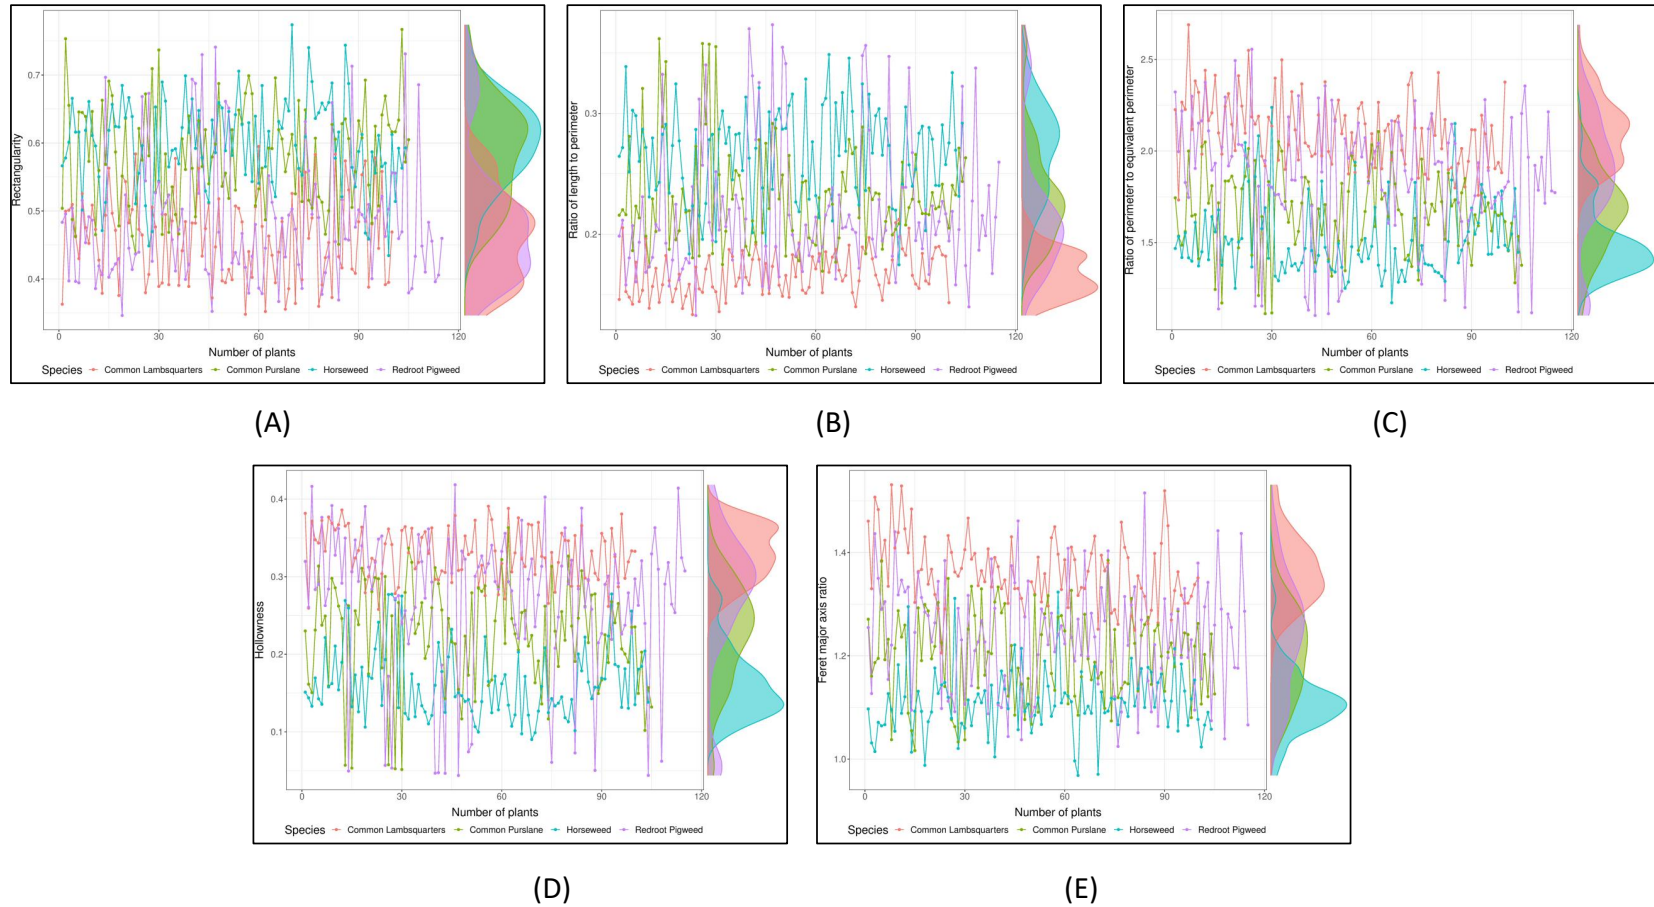 Rectangularity
0.7
0.6
0.5
0.4
0 30 60 90 120
Number of plants
Species Common Lambsquarters Common Purslane Horseweed Redroot Pigweed
(A)
Ratio of length to perimeter
0.3
0.2
0 30 60 90 120
Number of plants
Species Common Lambsquarters Common Purslane Horseweed Redroot Pigweed
(B)
Ratio of perimeter to equivalent perimeter
2.5
2.0
1.5
0 30 60 90 120
Number of plants
Species Common Lambsquarters Common Purslane Horseweed Redroot Pigweed
(C)
Hollowness
0.4
0.3
0.2
0.1
0 30 60 90 120
Number of plants
Species Common Lambsquarters Common Purslane Horseweed Redroot Pigweed
(D)
Feret major axis ratio
1.4
1.2
1.0
0 30 60 90 120
Number of plants
Species Common Lambsquarters Common Purslane Horseweed Redroot Pigweed
(E)